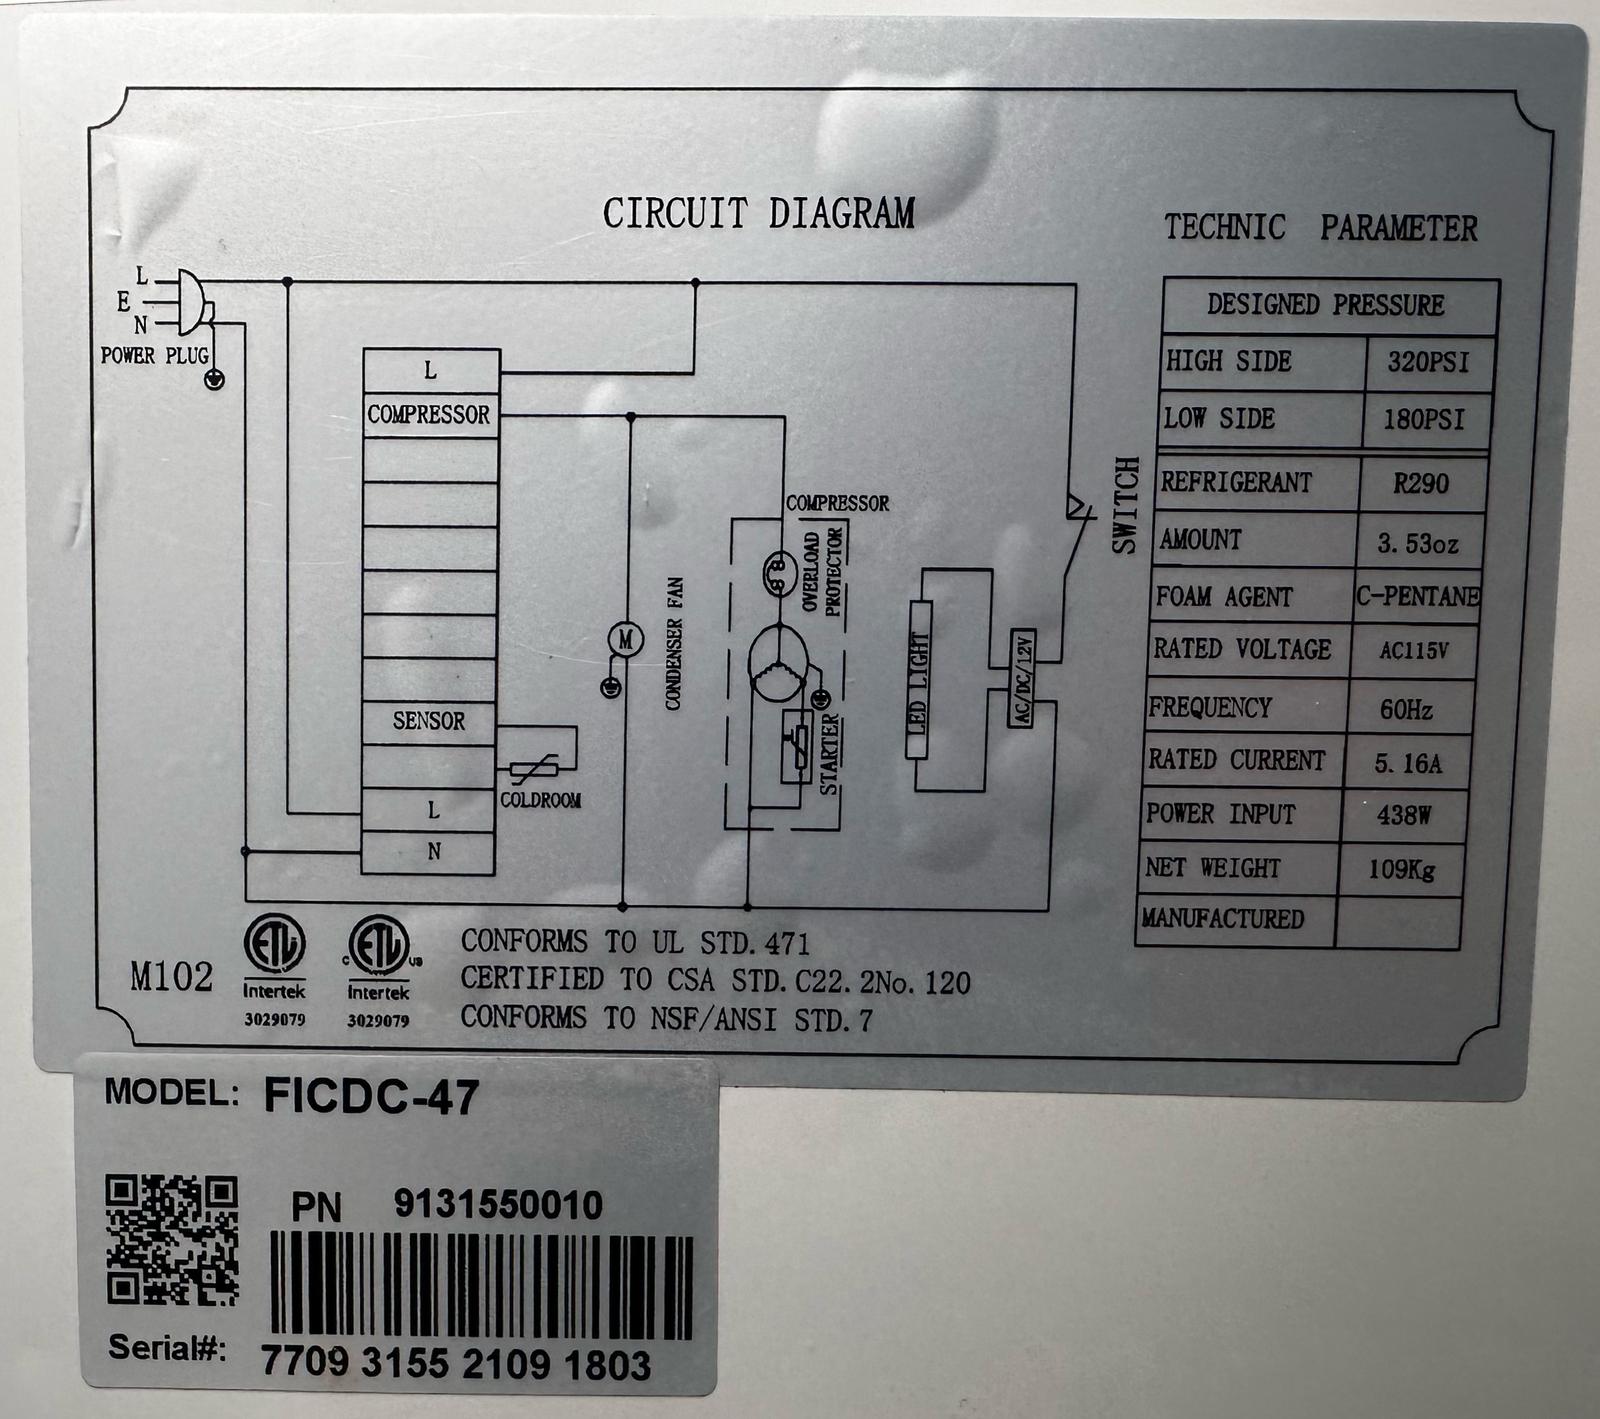 CIRCUIT DIAGRAM
L
E
N
POWER PLUG
L
COMPRESSOR
SENSOR
L
N
COLDROOM
M
CONDENSER FAN
COMPRESSOR
OVERLOAD
PROTECTOR
STARTER
LED LIGHT
AC/DC/12V
SWITCH
TECHNIC PARAMETER
DESIGNED PRESSURE
HIGH SIDE 320PSI
LOW SIDE 180PSI
REFRIGERANT R290
AMOUNT 3.53oz
FOAM AGENT C-PENTANE
RATED VOLTAGE AC115V
FREQUENCY 60Hz
RATED CURRENT 5.16A
POWER INPUT 438W
NET WEIGHT 109Kg
MANUFACTURED
M102
ETL
Intertek
3029079
c ETL us
Intertek
3029079
CONFORMS TO UL STD.471
CERTIFIED TO CSA STD.C22.2No.120
CONFORMS TO NSF/ANSI STD.7
MODEL: FICDC-47
PN 9131550010
Serial#: 7709 3155 2109 1803